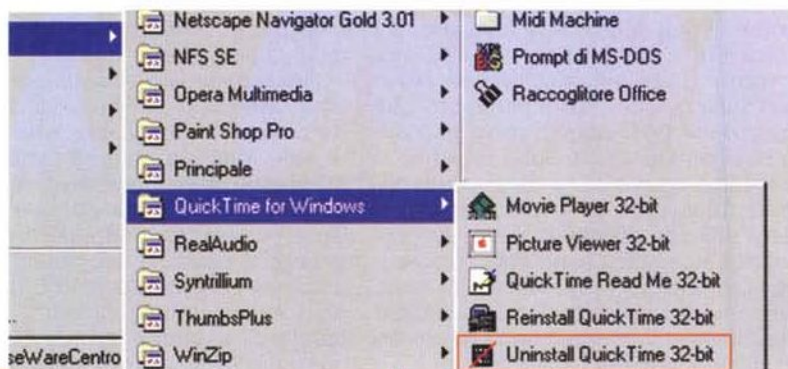 Netscape Navigator Gold 3.01
NFS SE
Opera Multimedia
Paint Shop Pro
Principale
QuickTime for Windows
RealAudio
Syntrillium
ThumbsPlus
WinZip
Midi Machine
Prompt di MS-DOS
Raccoglitore Office
Movie Player 32-bit
Picture Viewer 32-bit
QuickTime Read Me 32-bit
Reinstall QuickTime 32-bit
Uninstall QuickTime 32-bit
..
seWareCentro